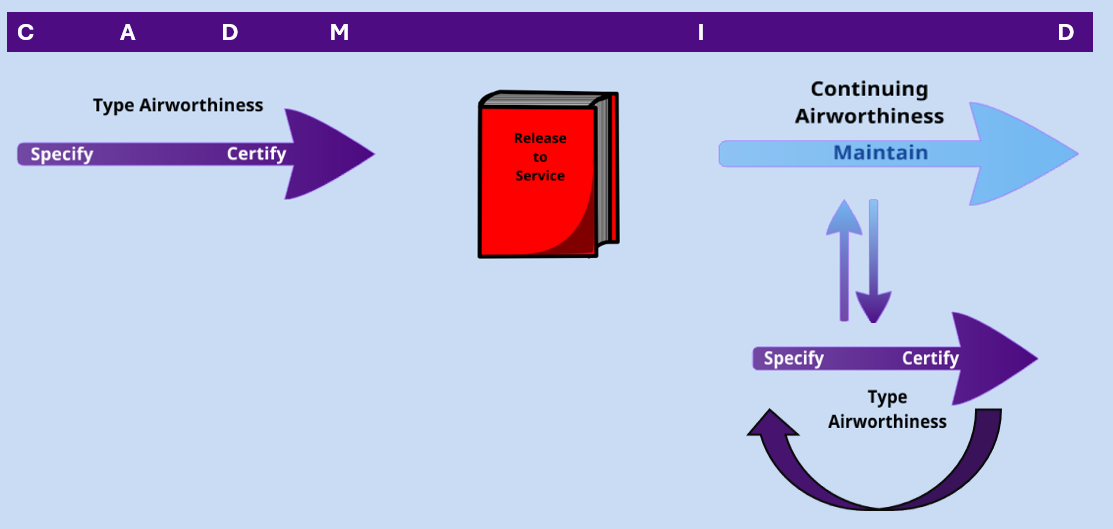 C A D M I D
Type Airworthiness
Specify Certify
Release
to
Service
Continuing
Airworthiness
Maintain
Specify Certify
Type
Airworthiness